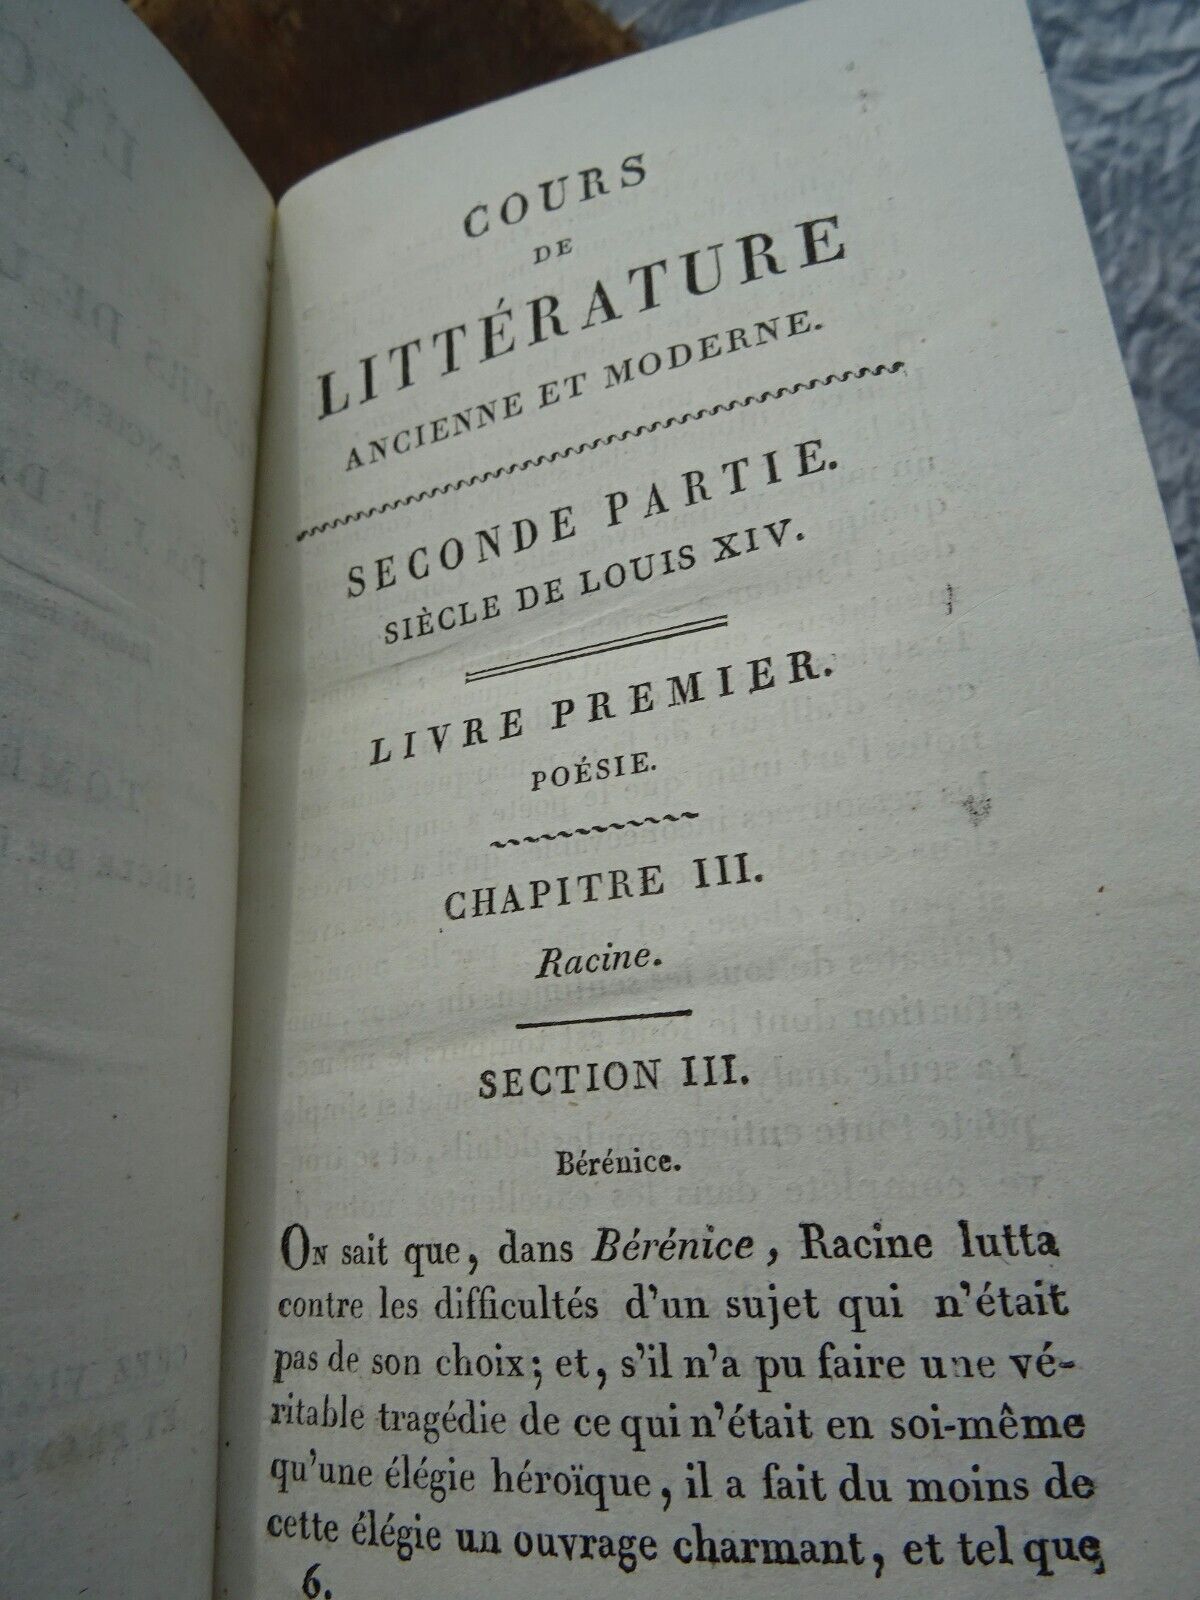 COURS
DE
LITTÉRATURE
ANCIENNE ET MODERNE.
SECONDE PARTIE.
SIÈCLE DE LOUIS XIV.
LIVRE PREMIER.
POÉSIE.
CHAPITRE III.
Racine.
SECTION III.
Bérénice.
ON sait que, dans Bérénice, Racine lutta
contre les difficultés d'un sujet qui n'était
pas de son choix; et, s'il n'a pu faire une vé-
ritable tragédie de ce qui n'était en soi-même
qu'une élégie héroïque, il a fait du moins de
cette élégie un ouvrage charmant, et tel que
6.